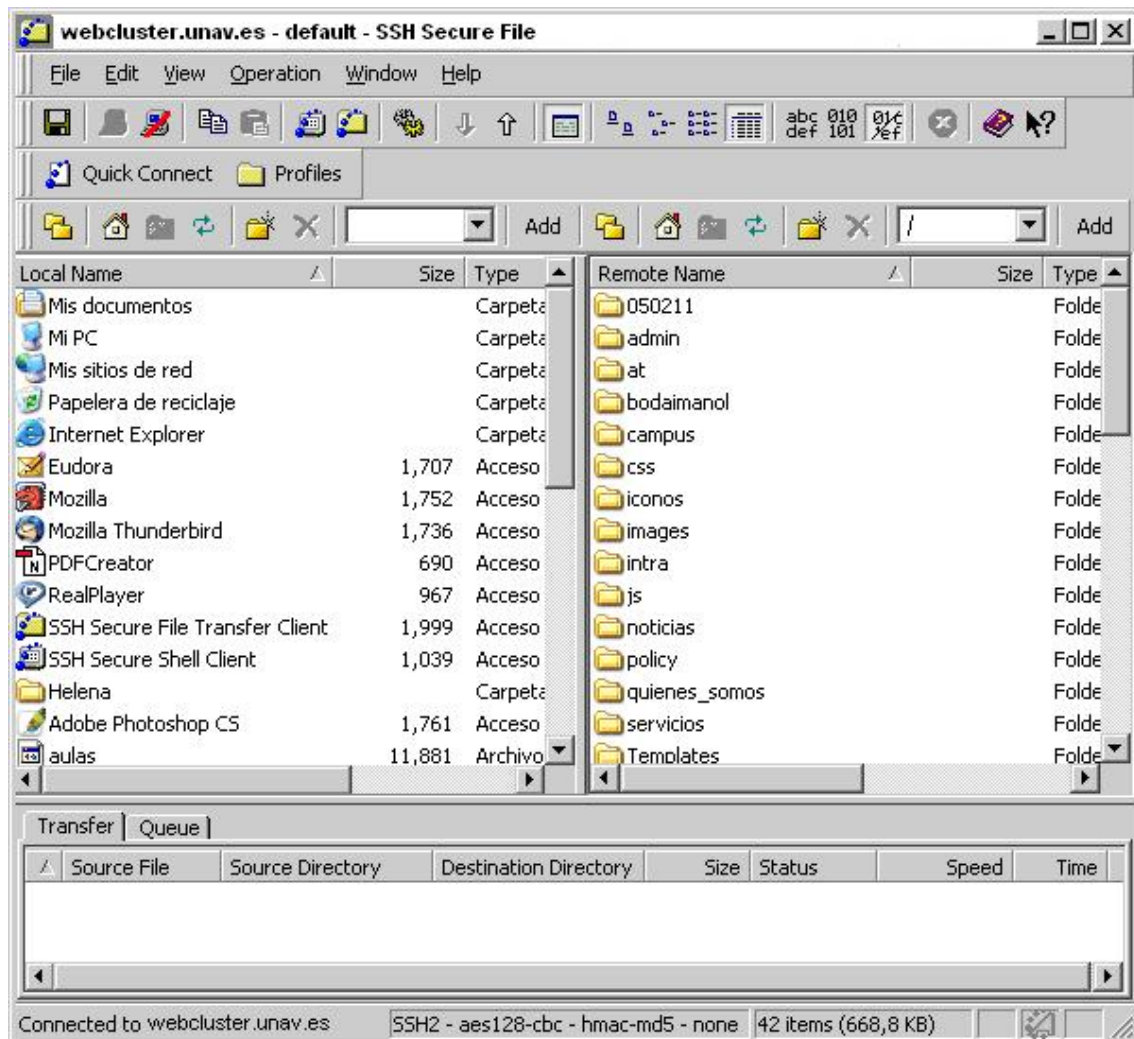 webcluster.unav.es - default - SSH Secure File
File Edit View Operation Window Help
abc def 010 101
Quick Connect Profiles
Add / Add
Local Name Size Type Remote Name Size Type
Mis documentos Carpeta 050211 Folde
Mi PC Carpeta admin Folde
Mis sitios de red Carpeta at Folde
Papelera de reciclaje Carpeta bodaimanol Folde
Internet Explorer Carpeta campus Folde
Eudora 1,707 Acceso css Folde
Mozilla 1,752 Acceso iconos Folde
Mozilla Thunderbird 1,736 Acceso images Folde
PDFCreator 690 Acceso intra Folde
RealPlayer 967 Acceso js Folde
SSH Secure File Transfer Client 1,999 Acceso noticias Folde
SSH Secure Shell Client 1,039 Acceso policy Folde
Helena Carpeta quienes_somos Folde
Adobe Photoshop CS 1,761 Acceso servicios Folde
aulas 11,881 Archivo Templates Folde
Transfer Queue
Source File Source Directory Destination Directory Size Status Speed Time
Connected to webcluster.unav.es SSH2 - aes128-cbc - hmac-md5 - none 42 items (668,8 KB)